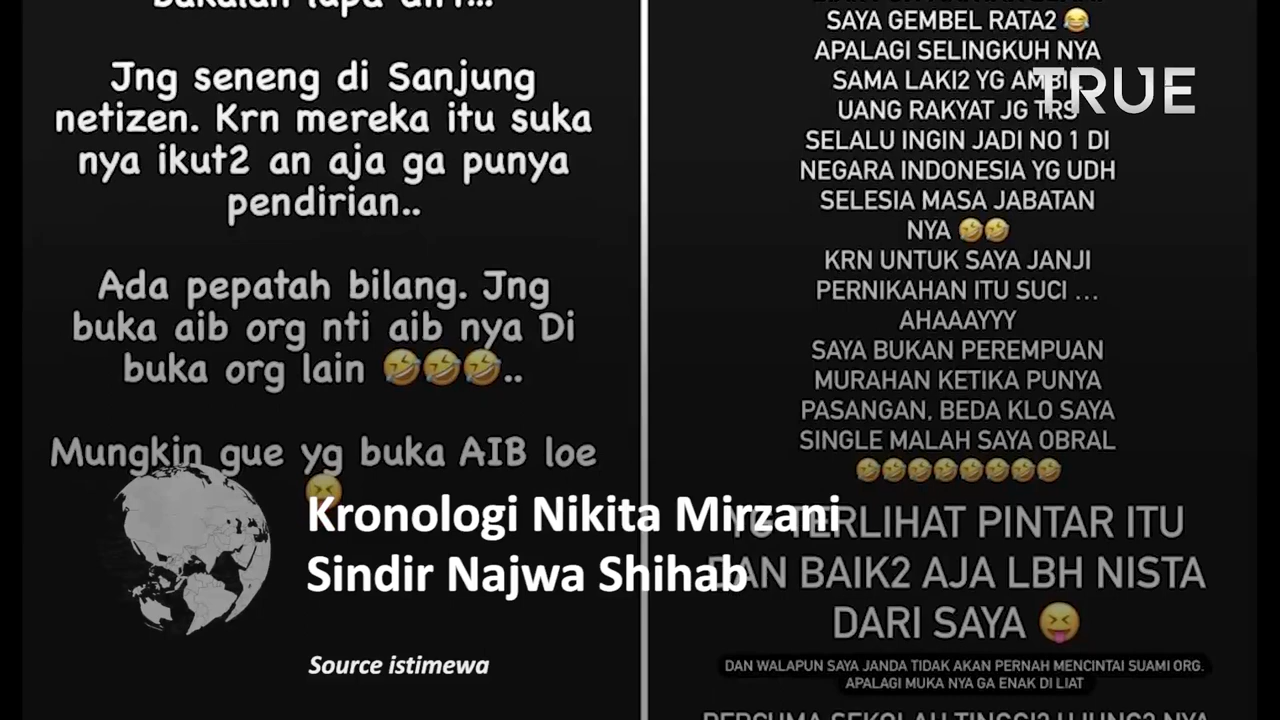 Jng seneng di Sanjung
netizen. Krn mereka itu suka
nya ikut2 an aja ga punya
pendirian..
Ada pepatah bilang. Jng
buka aib org nti aib nya Di
buka org lain 🤣🤣🤣..
Mungkin gue yg buka AIB loe
😝
SAYA GEMBEL RATA2 😂
APALAGI SELINGKUH NYA
SAMA LAKI2 YG AMBIL
UANG RAKYAT JG TRS
SELALU INGIN JADI NO 1 DI
NEGARA INDONESIA YG UDH
SELESIA MASA JABATAN
NYA 🤣🤣
KRN UNTUK SAYA JANJI
PERNIKAHAN ITU SUCI ...
AHAAAYYY
SAYA BUKAN PEREMPUAN
MURAHAN KETIKA PUNYA
PASANGAN, BEDA KLO SAYA
SINGLE MALAH SAYA OBRAL
🤣🤣🤣🤣🤣🤣🤣🤣
YG TERLIHAT PINTAR ITU
DAN BAIK2 AJA LBH NISTA
DARI SAYA 😝
DAN WALAPUN SAYA JANDA TIDAK AKAN PERNAH MENCINTAI SUAMI ORG.
APALAGI MUKA NYA GA ENAK DI LIAT
TRUE
Kronologi Nikita Mirzani
Sindir Najwa Shihab
Source istimewa